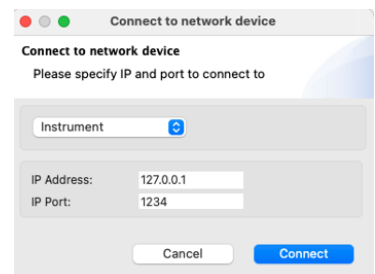 Connect to network device
Connect to network device
Please specify IP and port to connect to
Instrument
IP Address: 127.0.0.1
IP Port: 1234
Cancel Connect